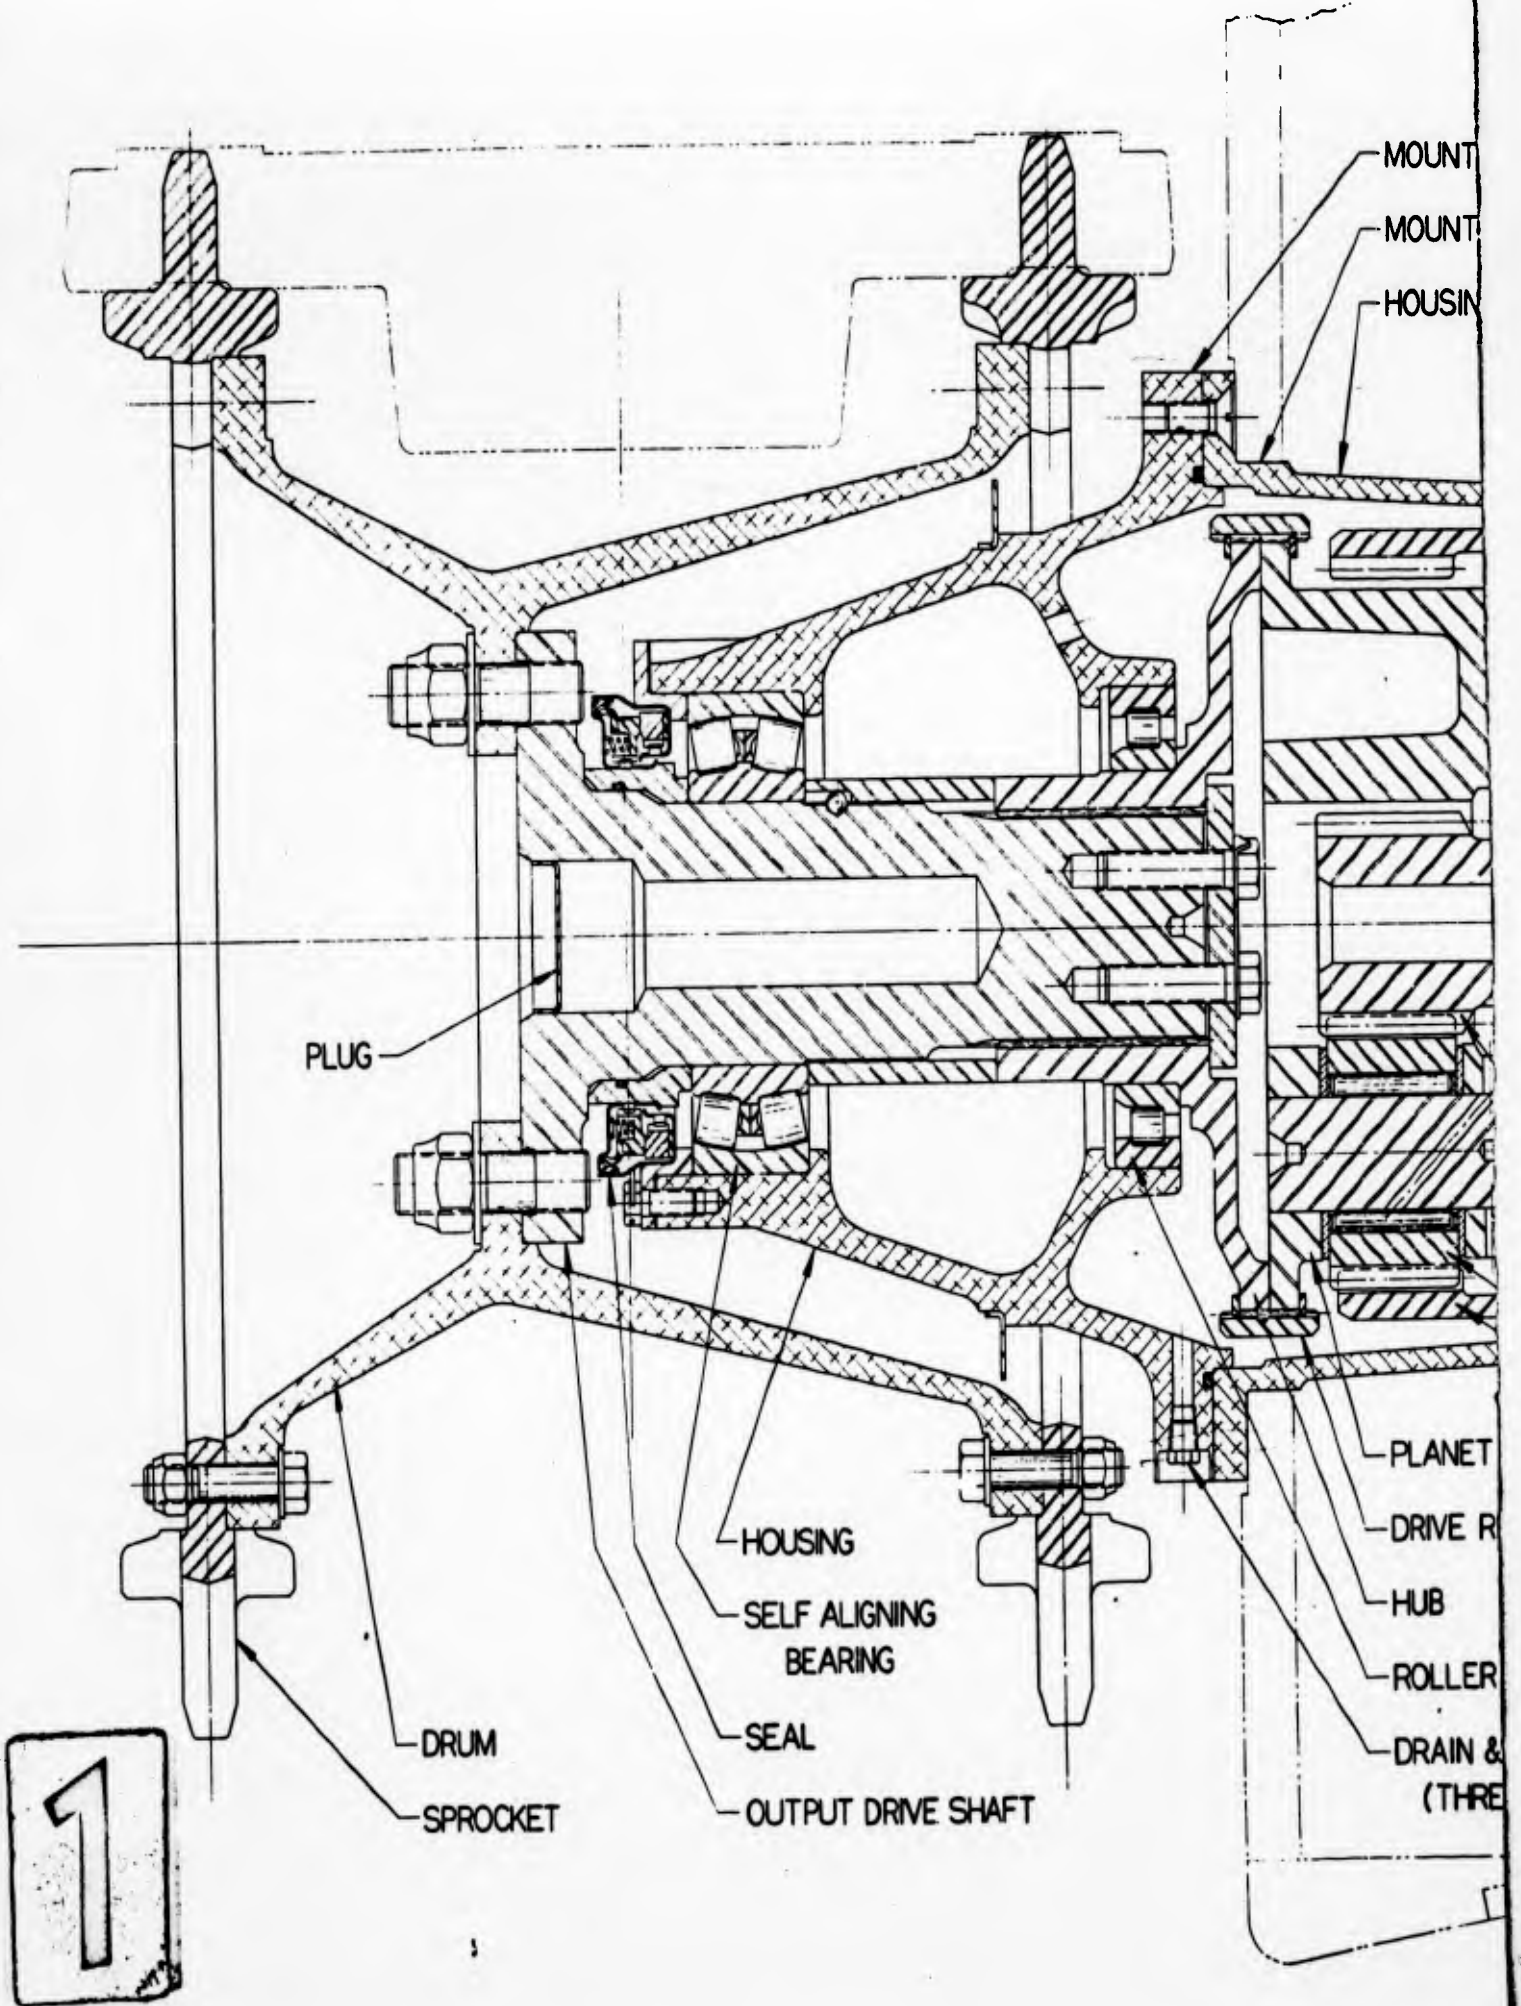 MOUNT
MOUNT
HOUSIN
PLUG
PLANET
DRIVE R
HUB
ROLLER
DRAIN &
(THRE
HOUSING
SELF ALIGNING
BEARING
SEAL
OUTPUT DRIVE SHAFT
DRUM
SPROCKET
1